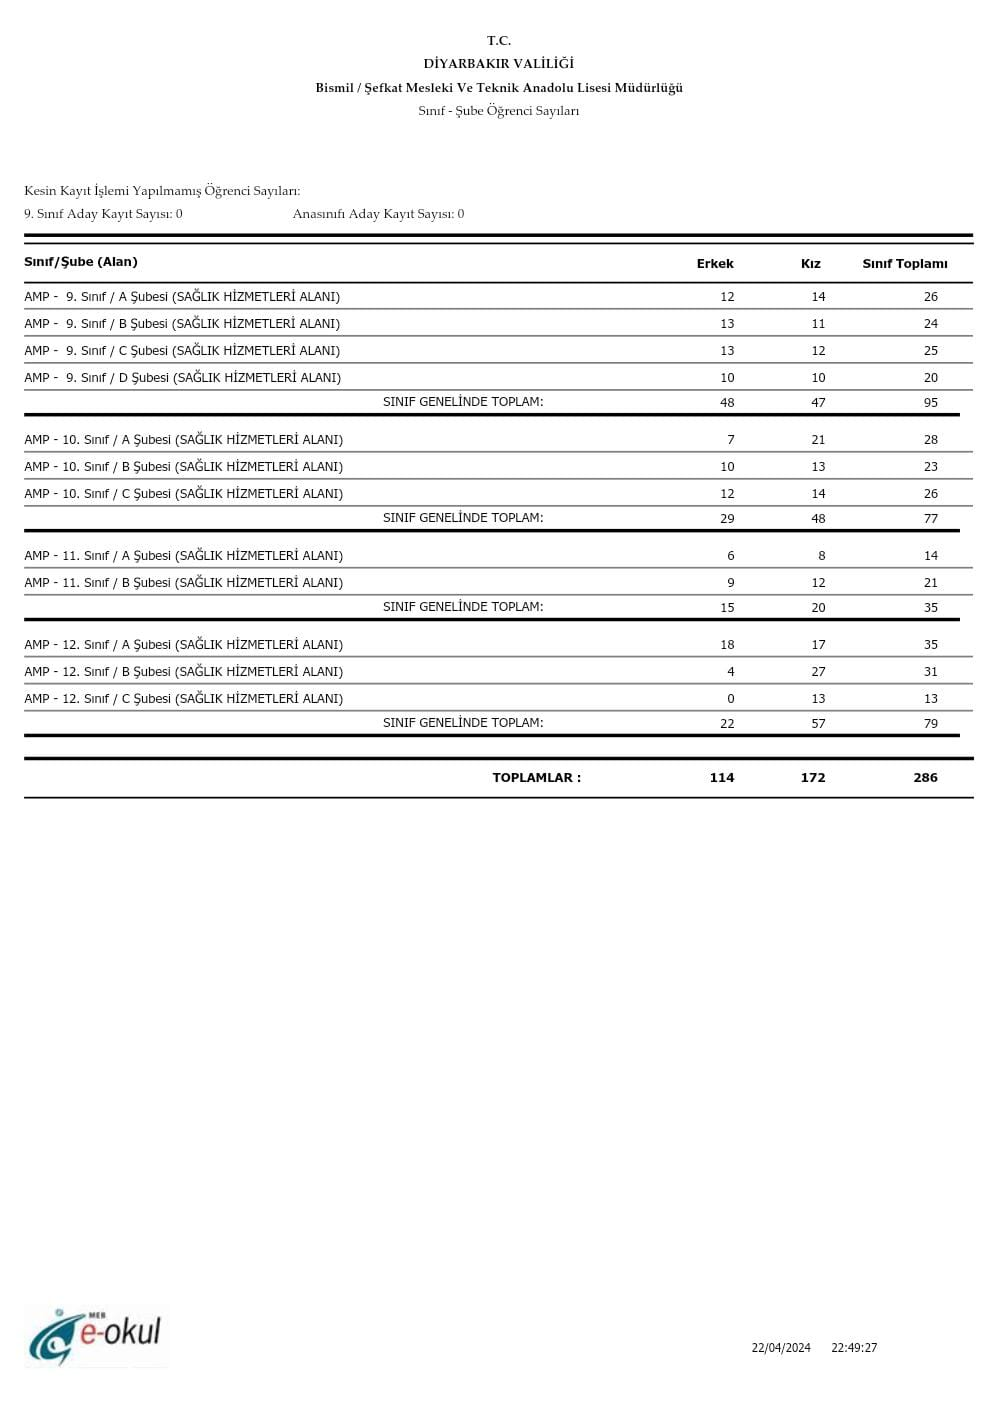 T.C.
DİYARBAKIR VALİLİĞİ
Bismil / Şefkat Mesleki Ve Teknik Anadolu Lisesi Müdürlüğü
Sınıf - Şube Öğrenci Sayıları
Kesin Kayıt İşlemi Yapılmamış Öğrenci Sayıları:
9. Sınıf Aday Kayıt Sayısı: 0 Anasınıfı Aday Kayıt Sayısı: 0
Sınıf/Şube (Alan) Erkek Kız Sınıf Toplamı
AMP - 9. Sınıf / A Şubesi (SAĞLIK HİZMETLERİ ALANI) 12 14 26
AMP - 9. Sınıf / B Şubesi (SAĞLIK HİZMETLERİ ALANI) 13 11 24
AMP - 9. Sınıf / C Şubesi (SAĞLIK HİZMETLERİ ALANI) 13 12 25
AMP - 9. Sınıf / D Şubesi (SAĞLIK HİZMETLERİ ALANI) 10 10 20
SINIF GENELİNDE TOPLAM: 48 47 95
AMP - 10. Sınıf / A Şubesi (SAĞLIK HİZMETLERİ ALANI) 7 21 28
AMP - 10. Sınıf / B Şubesi (SAĞLIK HİZMETLERİ ALANI) 10 13 23
AMP - 10. Sınıf / C Şubesi (SAĞLIK HİZMETLERİ ALANI) 12 14 26
SINIF GENELİNDE TOPLAM: 29 48 77
AMP - 11. Sınıf / A Şubesi (SAĞLIK HİZMETLERİ ALANI) 6 8 14
AMP - 11. Sınıf / B Şubesi (SAĞLIK HİZMETLERİ ALANI) 9 12 21
SINIF GENELİNDE TOPLAM: 15 20 35
AMP - 12. Sınıf / A Şubesi (SAĞLIK HİZMETLERİ ALANI) 18 17 35
AMP - 12. Sınıf / B Şubesi (SAĞLIK HİZMETLERİ ALANI) 4 27 31
AMP - 12. Sınıf / C Şubesi (SAĞLIK HİZMETLERİ ALANI) 0 13 13
SINIF GENELİNDE TOPLAM: 22 57 79
TOPLAMLAR : 114 172 286
MEB
e-okul
22/04/2024 22:49:27